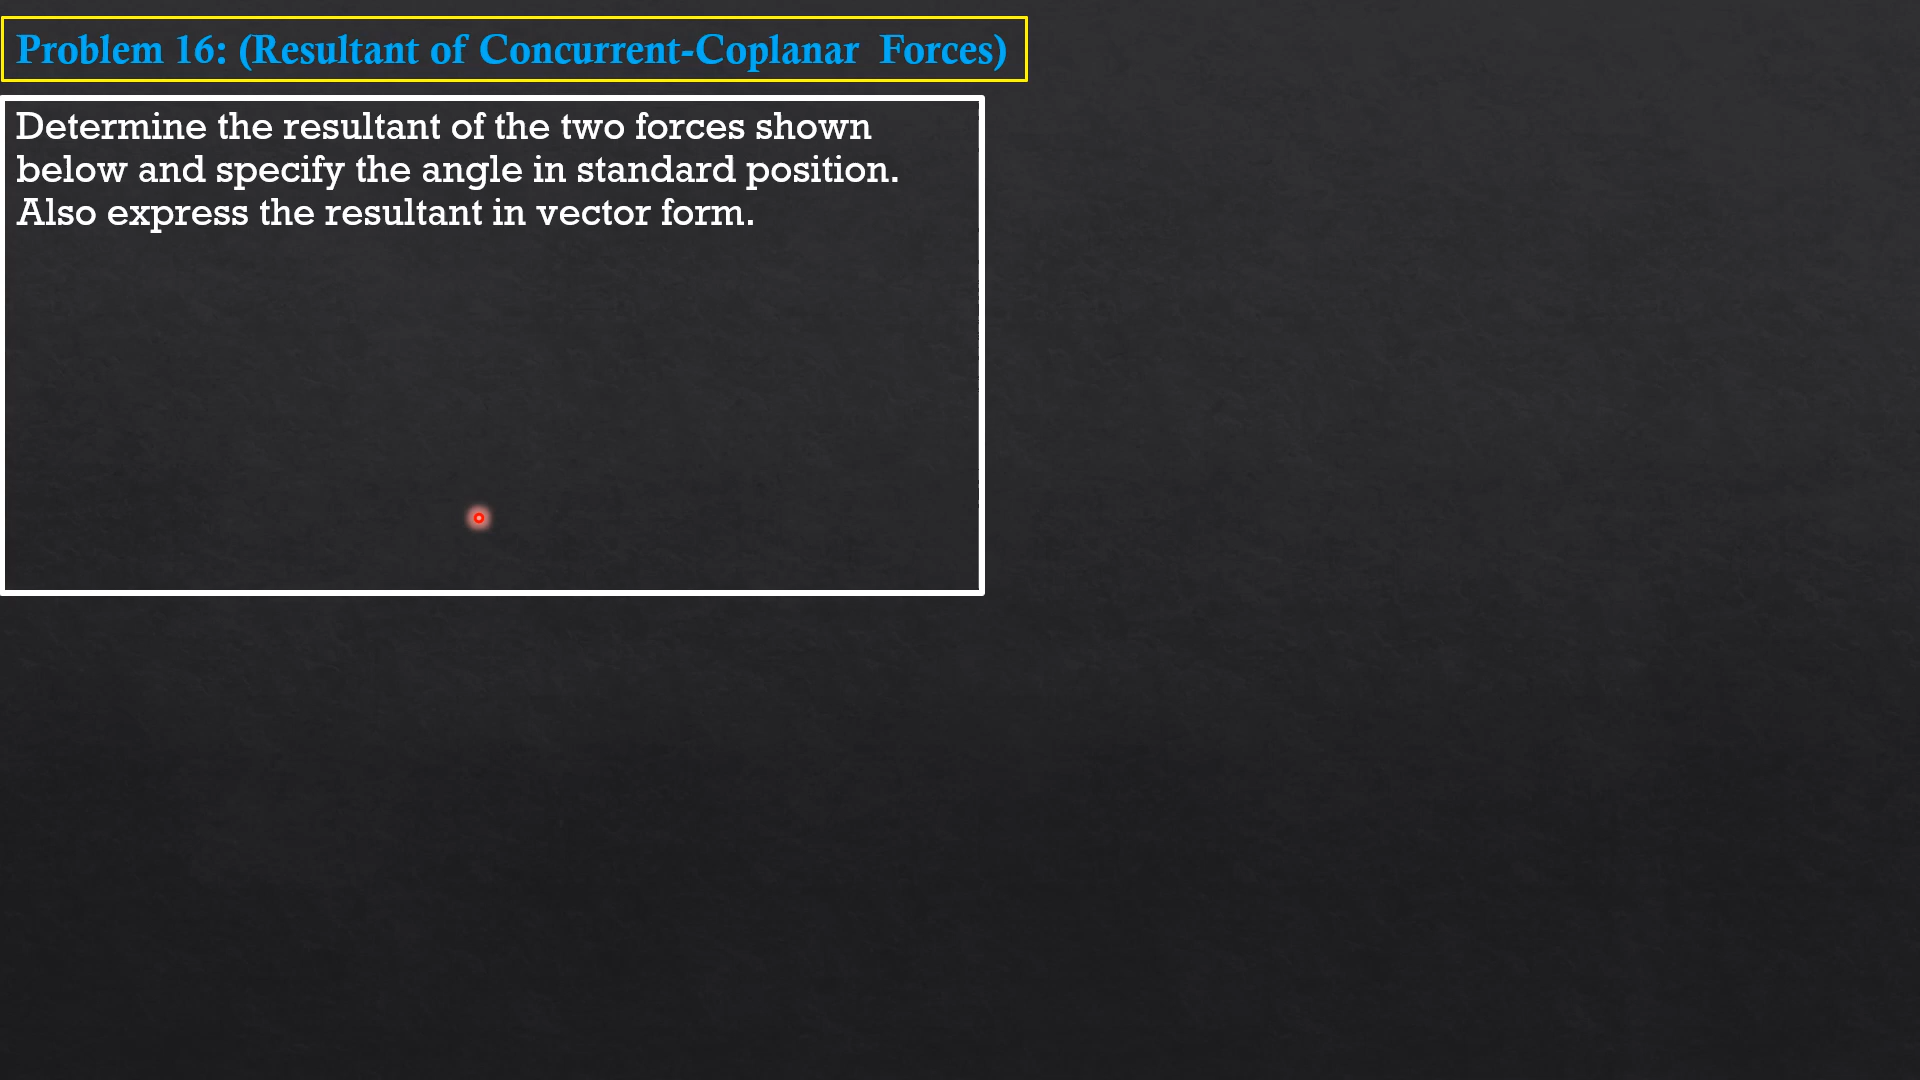 Problem 16: (Resultant of Concurrent-Coplanar Forces)
Determine the resultant of the two forces shown
below and specify the angle in standard position.
Also express the resultant in vector form.